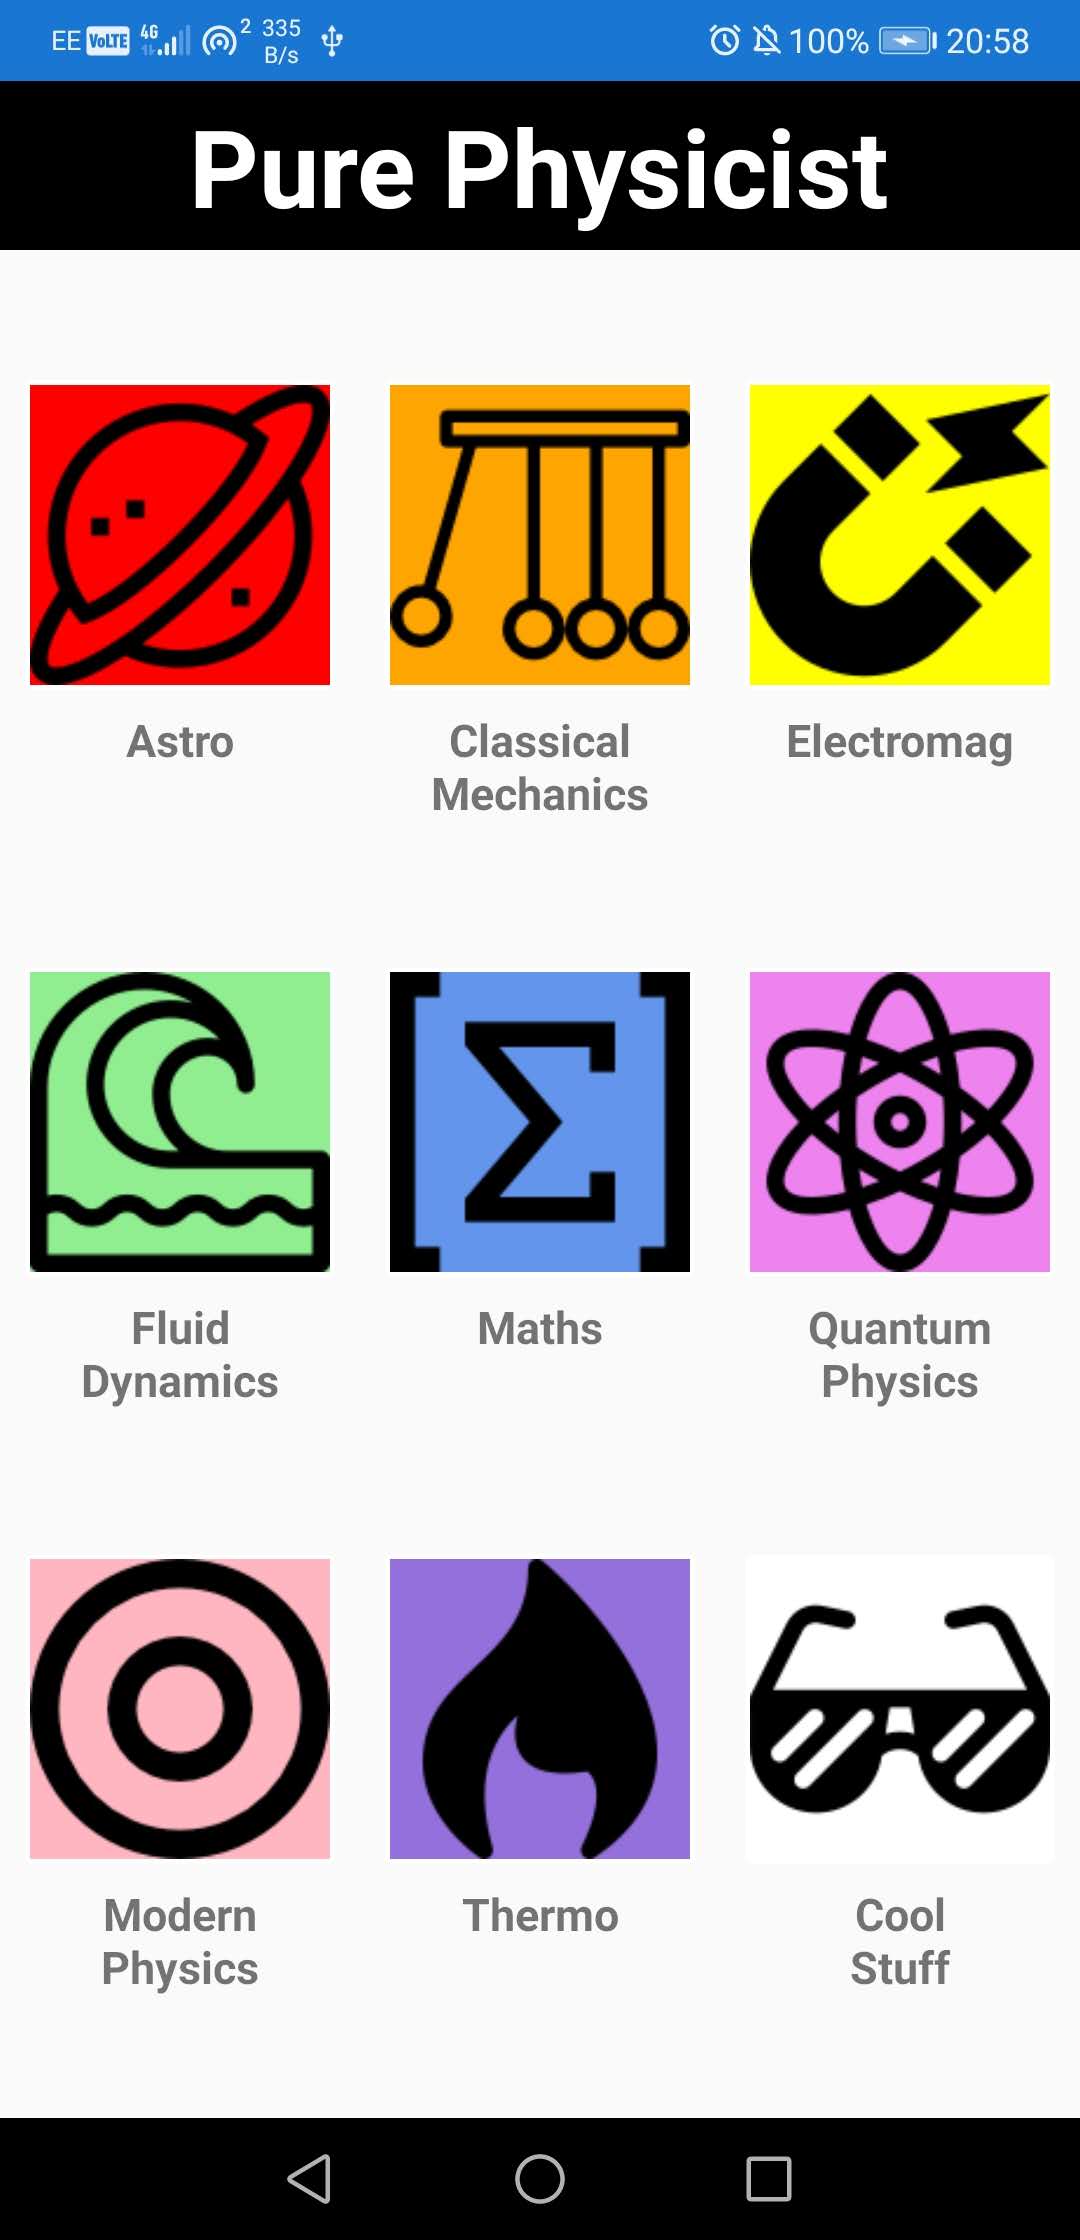 EE VoLTE 4G 2 335 B/s 100% 20:58
Pure Physicist
Astro
Classical
Mechanics
Electromag
Fluid
Dynamics
Σ
Maths
Quantum
Physics
Modern
Physics
Thermo
Cool
Stuff